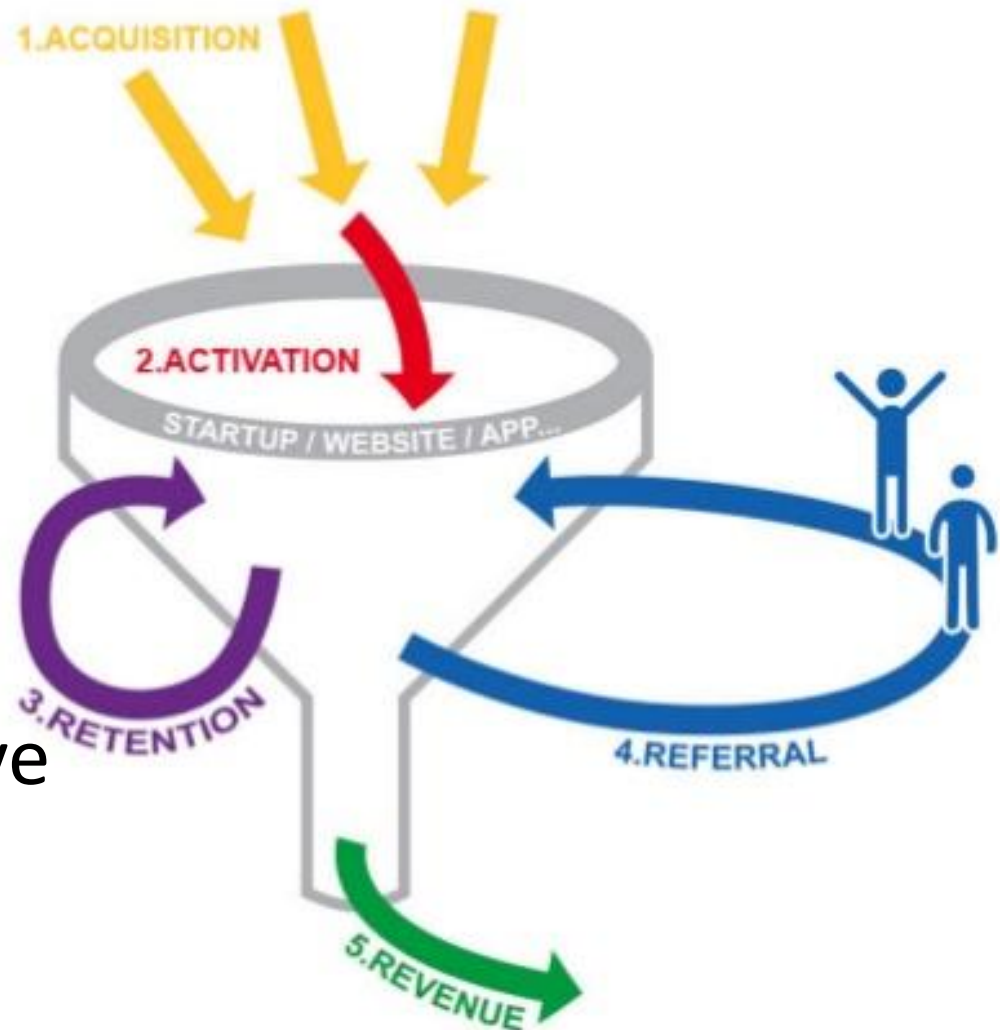 1.ACQUISITION
2.ACTIVATION
STARTUP / WEBSITE / APP...
3.RETENTION
ve
4.REFERRAL
5.REVENUE